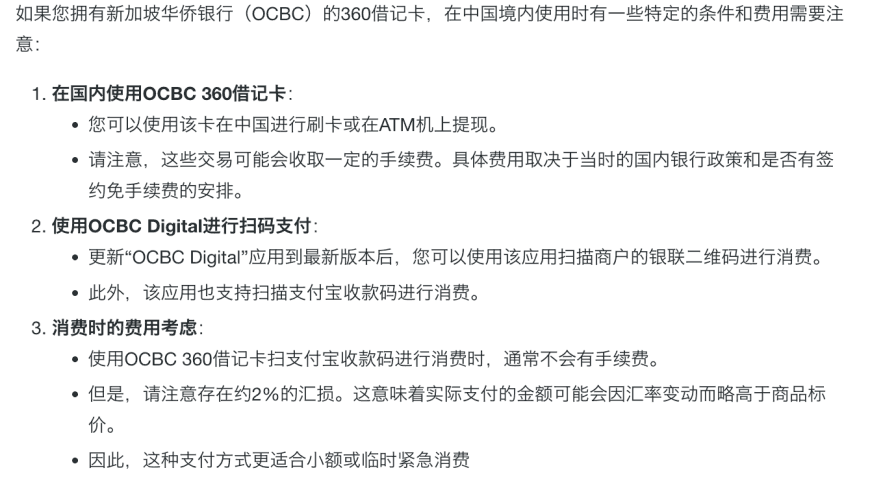 如果您拥有新加坡华侨银行（OCBC）的360借记卡，在中国境内使用时有一些特定的条件和费用需要注
意：
1. 在国内使用OCBC 360借记卡：
• 您可以使用该卡在中国进行刷卡或在ATM机上提现。
• 请注意，这些交易可能会收取一定的手续费。具体费用取决于当时的国内银行政策和是否有签
约免手续费的安排。
2. 使用OCBC Digital进行扫码支付：
• 更新“OCBC Digital”应用到最新版本后，您可以使用该应用扫描商户的银联二维码进行消费。
• 此外，该应用也支持扫描支付宝收款码进行消费。
3. 消费时的费用考虑：
• 使用OCBC 360借记卡扫支付宝收款码进行消费时，通常不会有手续费。
• 但是，请注意存在约2%的汇损。这意味着实际支付的金额可能会因汇率变动而略高于商品标
价。
• 因此，这种支付方式更适合小额或临时紧急消费